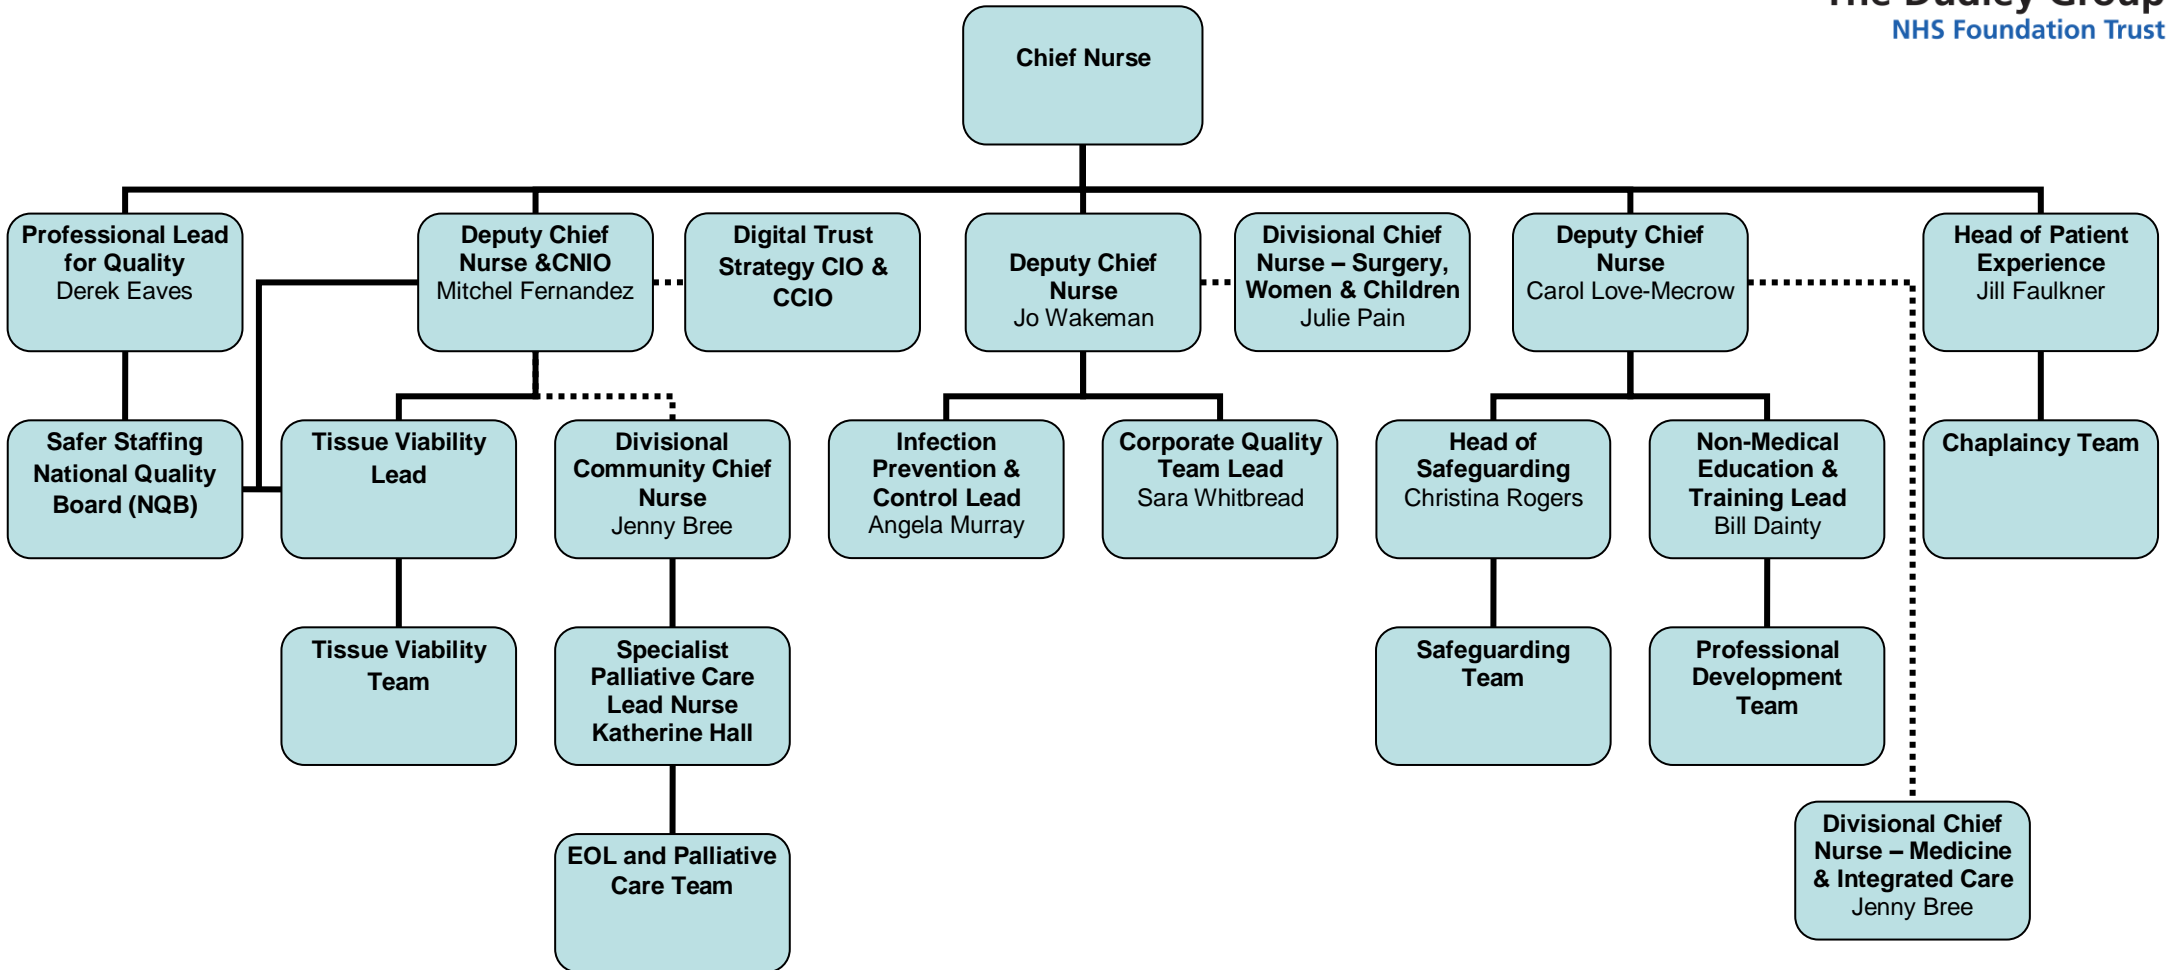 The Dudley Group
NHS Foundation Trust
Chief Nurse
Professional Lead
for Quality
Derek Eaves
Deputy Chief
Nurse &CNIO
Mitchel Fernandez
Digital Trust
Strategy CIO &
CCIO
Deputy Chief
Nurse
Jo Wakeman
Divisional Chief
Nurse – Surgery,
Women & Children
Julie Pain
Deputy Chief
Nurse
Carol Love-Mecrow
Head of Patient
Experience
Jill Faulkner
Safer Staffing
National Quality
Board (NQB)
Tissue Viability
Lead
Divisional
Community Chief
Nurse
Jenny Bree
Infection
Prevention &
Control Lead
Angela Murray
Corporate Quality
Team Lead
Sara Whitbread
Head of
Safeguarding
Christina Rogers
Non-Medical
Education &
Training Lead
Bill Dainty
Chaplaincy Team
Tissue Viability
Team
Specialist
Palliative Care
Lead Nurse
Katherine Hall
Safeguarding
Team
Professional
Development
Team
EOL and Palliative
Care Team
Divisional Chief
Nurse – Medicine
& Integrated Care
Jenny Bree